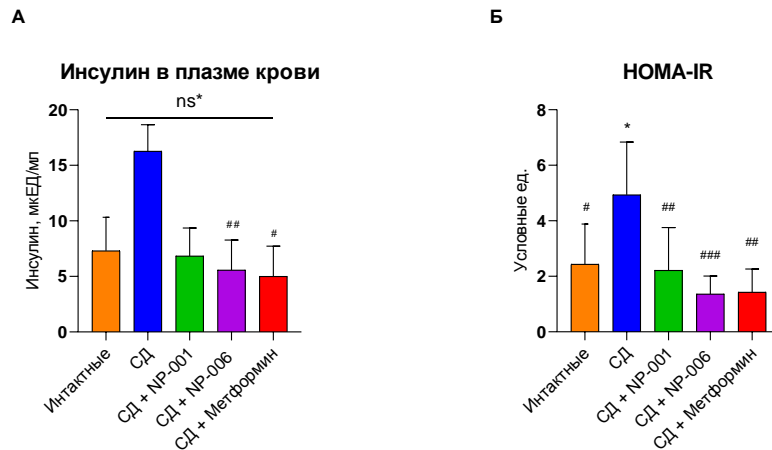 А
Инсулин в плазме крови
ns*
20
15
10
5
0
Инсулин, мкЕД/мл
##
#
Интактные
СД
СД + NP-001
СД + NP-006
СД + Метформин
Б
HOMA-IR
8
6
4
2
0
Условные ед.
#
*
##
###
##
Интактные
СД
СД + NP-001
СД + NP-006
СД + Метформин